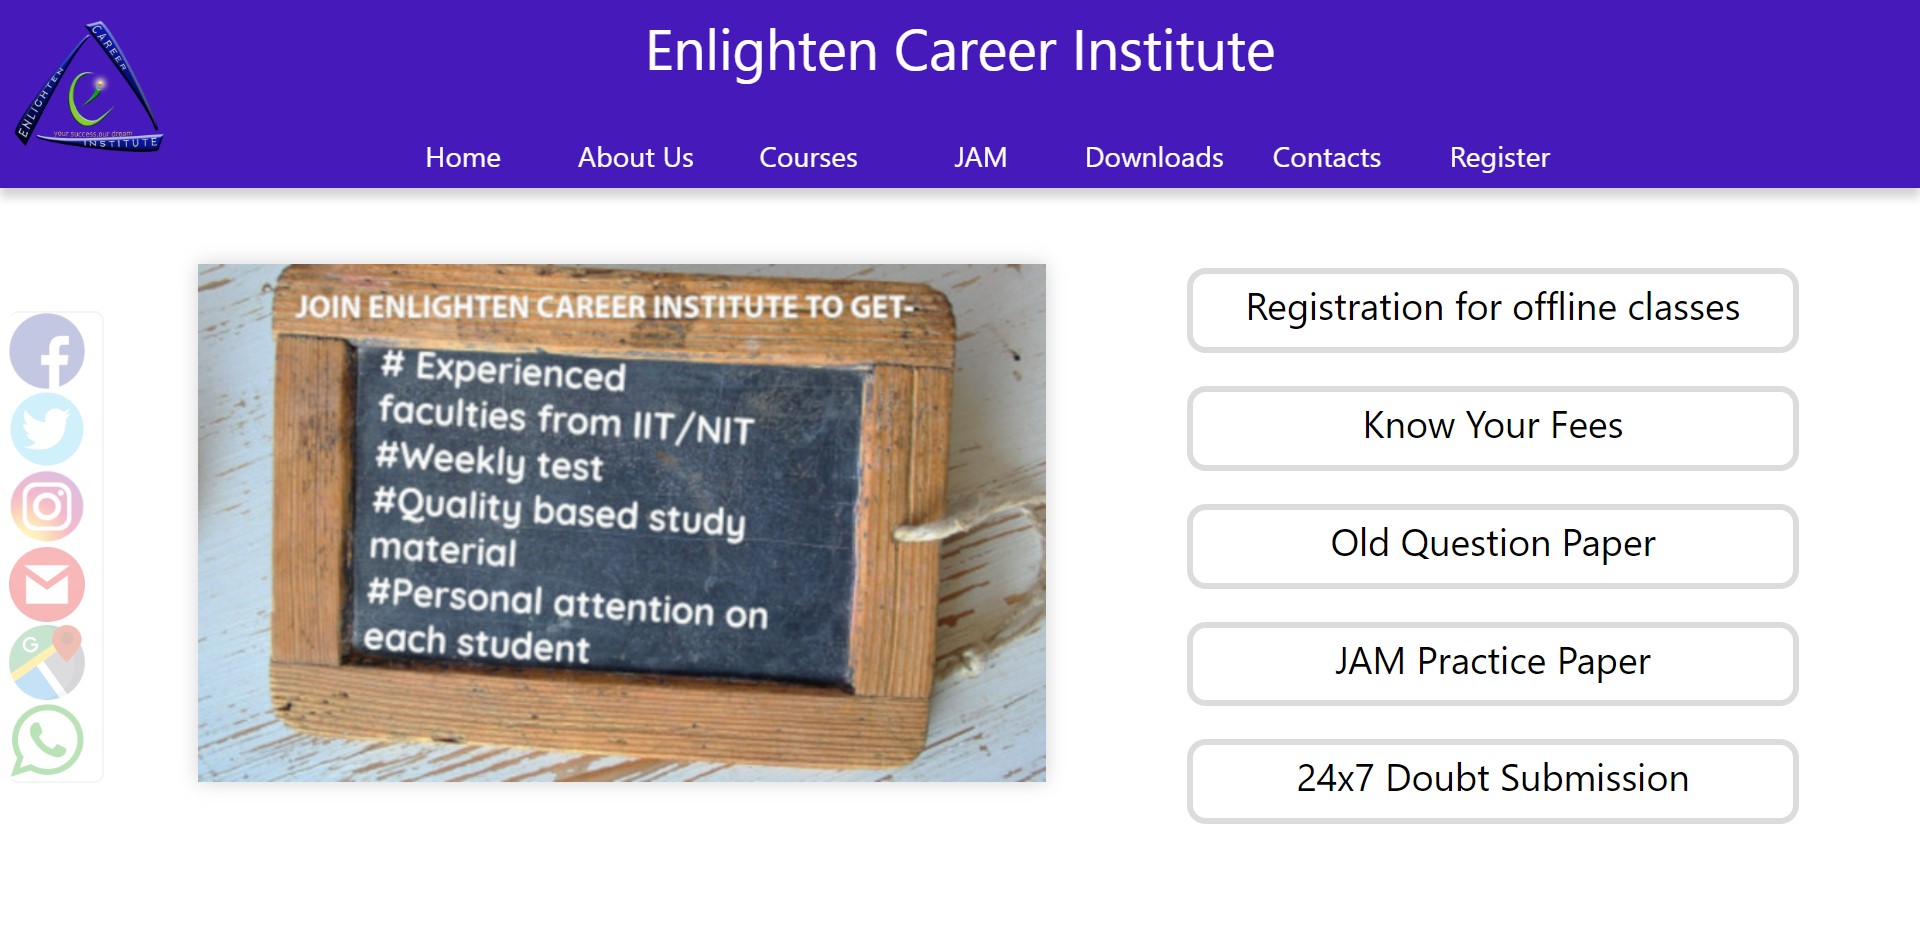 Enlighten Career Institute
ENLIGHTEN
CAREER
your success,our dream
INSTITUTE
Home
About Us
Courses
JAM
Downloads
Contacts
Register
JOIN ENLIGHTEN CAREER INSTITUTE TO GET-
# Experienced
faculties from IIT/NIT
#Weekly test
#Quality based study
material
#Personal attention on
each student
Registration for offline classes
Know Your Fees
Old Question Paper
JAM Practice Paper
24x7 Doubt Submission
G